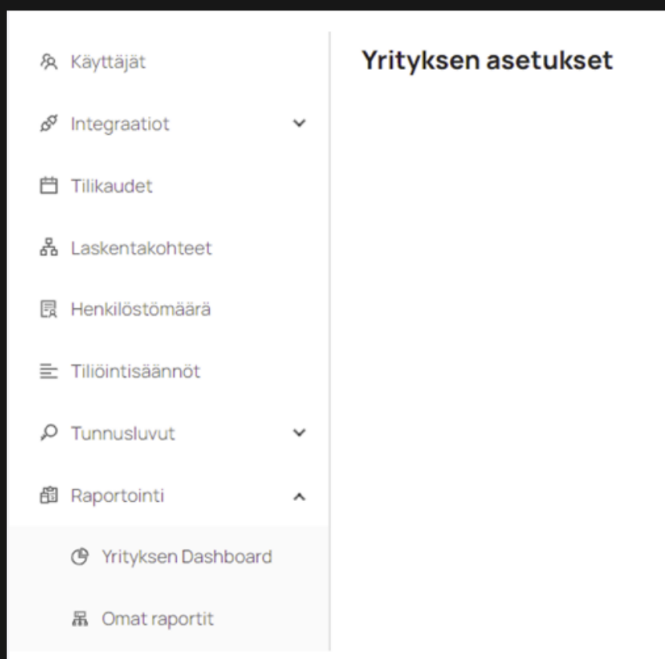 Yrityksen asetukset
Käyttäjät
Integraatiot
Tilikaudet
Laskentakohteet
Henkilöstömäärä
Tiliöintisäännöt
Tunnusluvut
Raportointi
Yrityksen Dashboard
Omat raportit